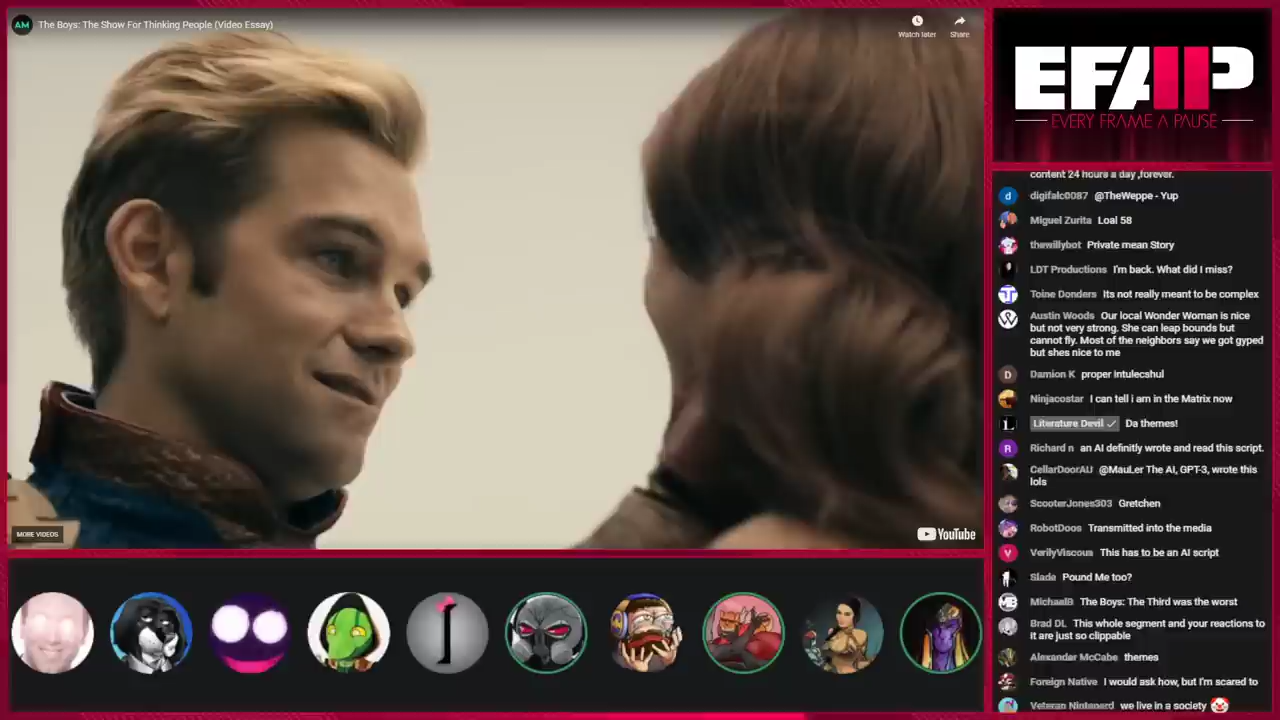 AM The Boys: The Show For Thinking People (Video Essay)
Watch later
Share
MORE VIDEOS
YouTube
EFAP
EVERY FRAME A PAUSE
content 24 hours a day ,forever.
d digifalc0087 @TheWeppe - Yup
Miguel Zurita Loal 58
thewillybot Private mean Story
LDT Productions I'm back. What did I miss?
Toine Donders Its not really meant to be complex
Austin Woods Our local Wonder Woman is nice
but not very strong. She can leap bounds but
cannot fly. Most of the neighbors say we got gyped
but shes nice to me
D Damion K proper intulecshul
Ninjacostar I can tell i am in the Matrix now
Literature Devil Da themes!
R Richard n an AI definitly wrote and read this script.
CellarDoorAU @MauLer The AI, GPT-3, wrote this
lols
ScooterJones303 Gretchen
RobotDoos Transmitted into the media
V VerilyViscous This has to be an AI script
Slade Pound Me too?
MB MichaelB The Boys: The Third was the worst
Brad DL This whole segment and your reactions to
it are just so clippable
Alexander McCabe themes
Foreign Native I would ask how, but I'm scared to
Veteran Nintenerd we live in a society